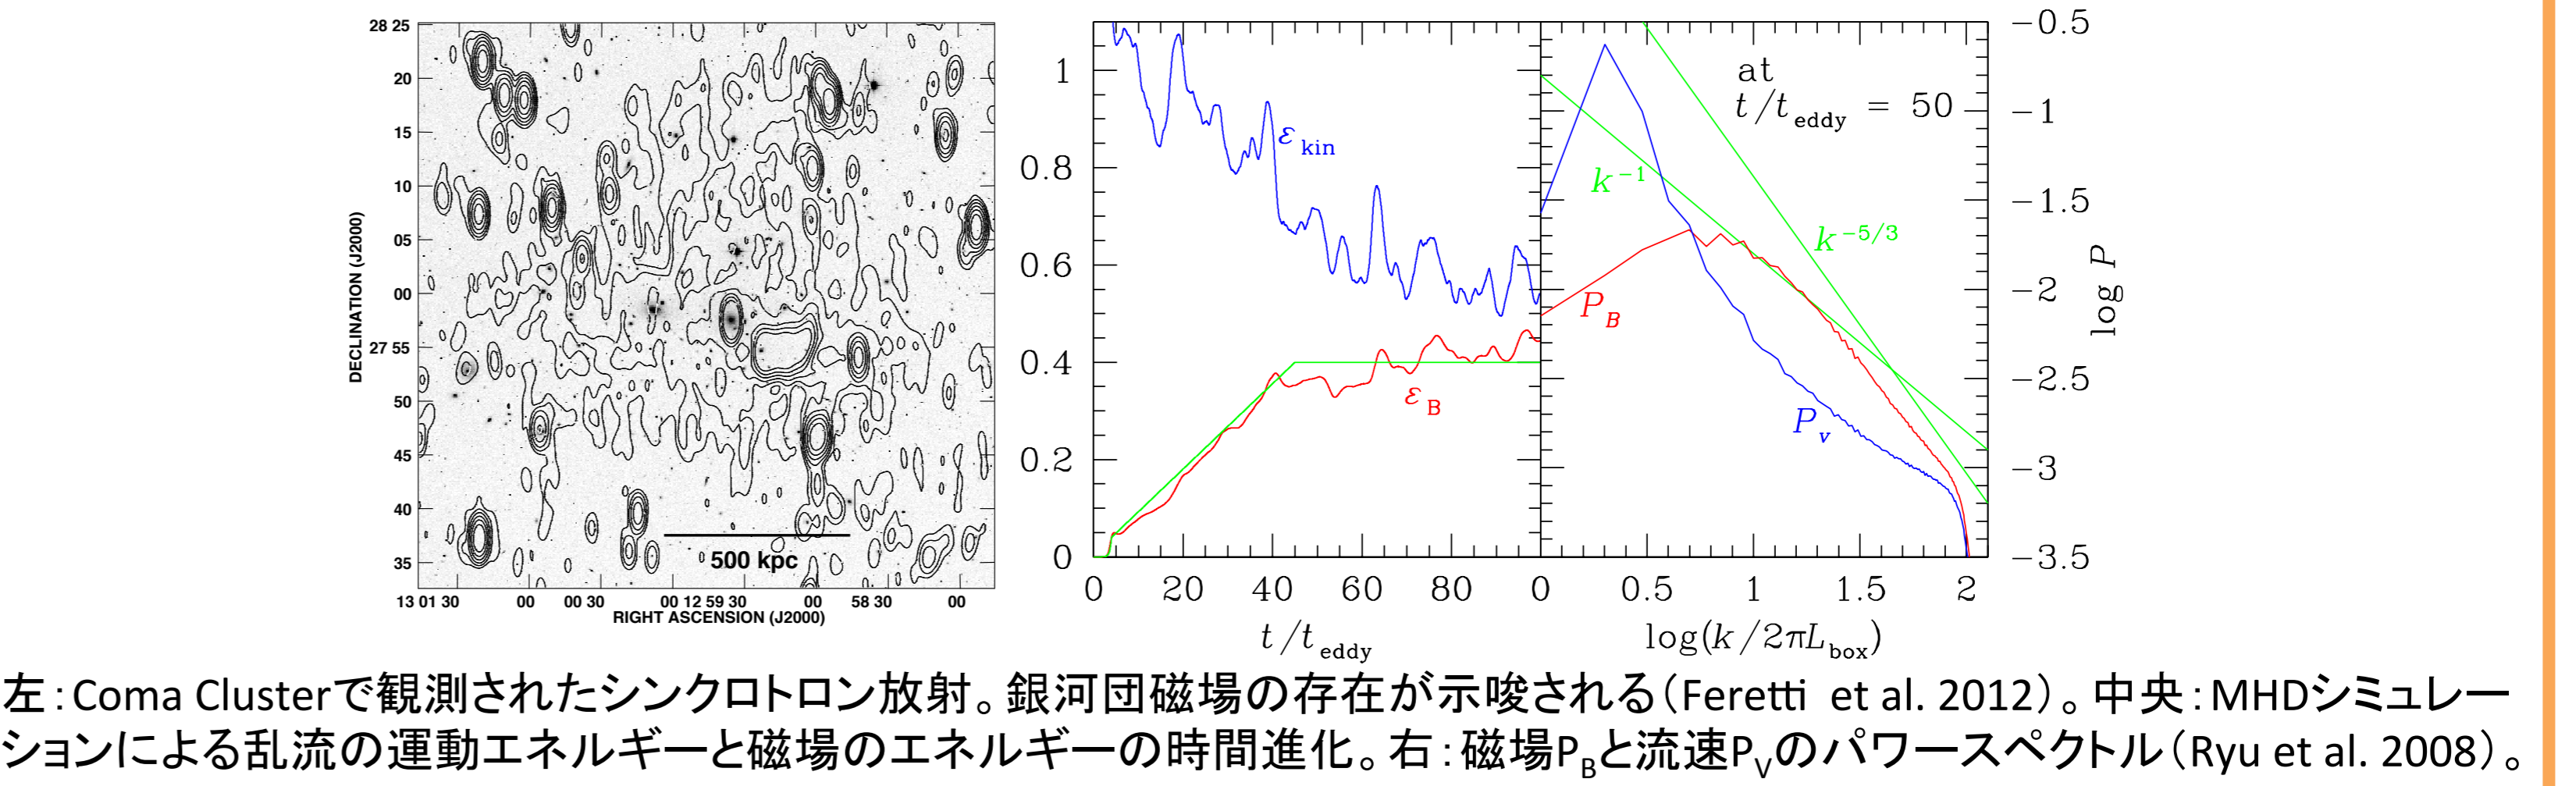 28 25
20
15
10
05
00
27 55
50
45
40
35
DECLINATION (J2000)
500 kpc
13 01 30 00 00 30 00 12 59 30 00 58 30 00
RIGHT ASCENSION (J2000)
1
0.8
0.6
0.4
0.2
0
ε kin
ε B
0 20 40 60 80
t/t eddy
at
t/t eddy = 50
k⁻¹
k⁻⁵/³
P B
P v
0 0.5 1 1.5 2
log(k/2πL box)
−0.5
−1
−1.5
−2
−2.5
−3
−3.5
log P
左：Coma Clusterで観測されたシンクロトロン放射。銀河団磁場の存在が示唆される（Feretti et al. 2012）。中央：MHDシミュレー
ションによる乱流の運動エネルギーと磁場のエネルギーの時間進化。右：磁場PBと流速PVのパワースペクトル（Ryu et al. 2008）。